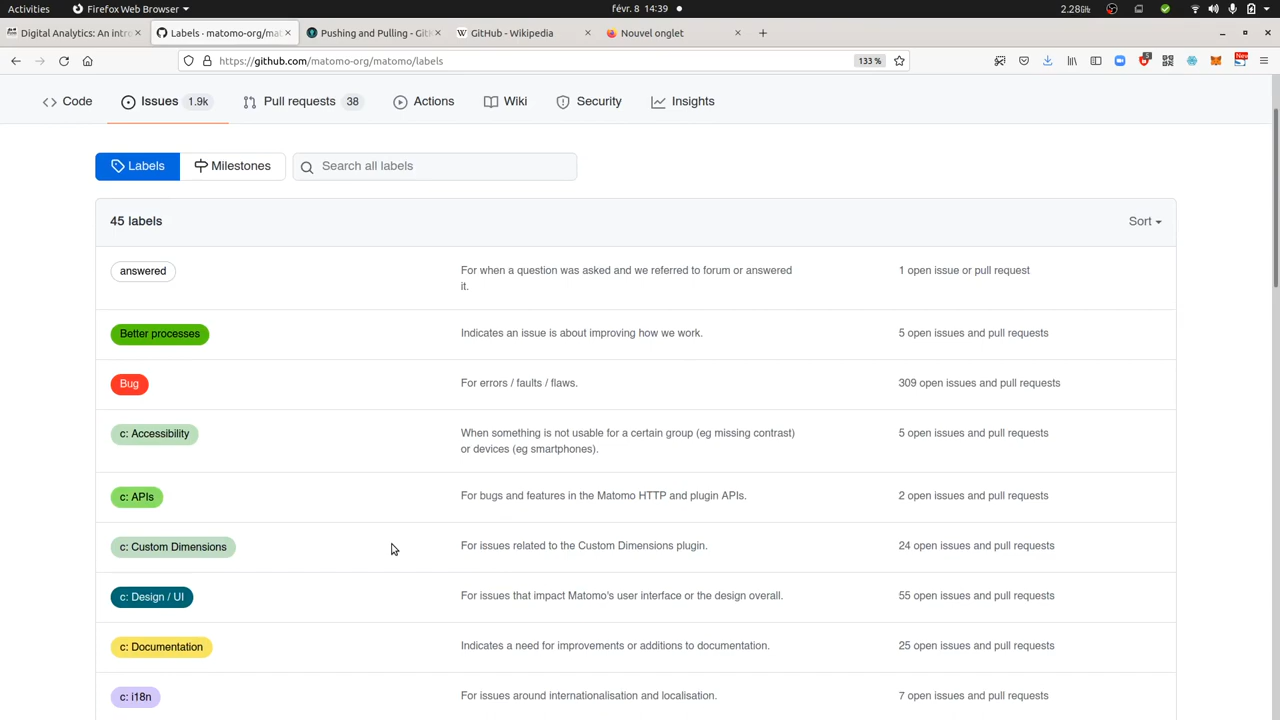 Activities Firefox Web Browser févr. 8 14:39 2.28GHz
Digital Analytics: An intro Labels · matomo-org/ma Pushing and Pulling - Git GitHub - Wikipedia Nouvel onglet
https://github.com/matomo-org/matomo/labels 133 % 5 New
Code Issues 1.9k Pull requests 38 Actions Wiki Security Insights
Labels Milestones Search all labels
45 labels Sort
answered For when a question was asked and we referred to forum or answered 1 open issue or pull request
it.
Better processes Indicates an issue is about improving how we work. 5 open issues and pull requests
Bug For errors / faults / flaws. 309 open issues and pull requests
c: Accessibility When something is not usable for a certain group (eg missing contrast) 5 open issues and pull requests
or devices (eg smartphones).
c: APIs For bugs and features in the Matomo HTTP and plugin APIs. 2 open issues and pull requests
c: Custom Dimensions For issues related to the Custom Dimensions plugin. 24 open issues and pull requests
c: Design / UI For issues that impact Matomo's user interface or the design overall. 55 open issues and pull requests
c: Documentation Indicates a need for improvements or additions to documentation. 25 open issues and pull requests
c: i18n For issues around internationalisation and localisation. 7 open issues and pull requests